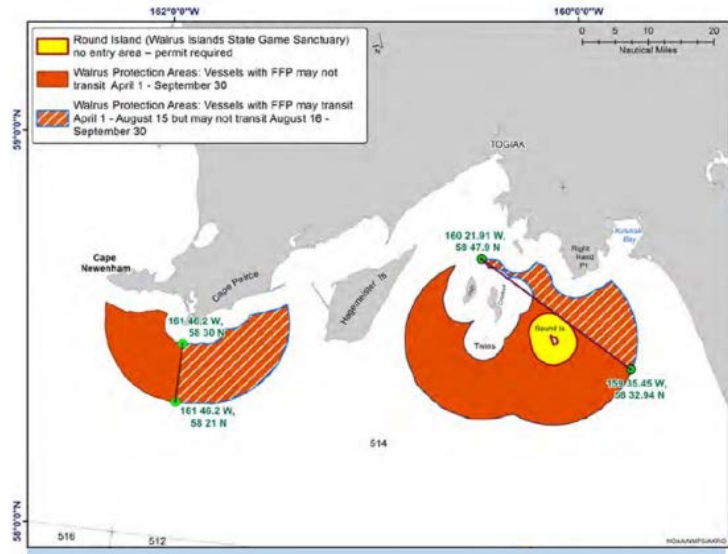 162°0'0"W
160°0'0"W
Round Island (Walrus Islands State Game Sanctuary)
no entry area – permit required
Walrus Protection Areas: Vessels with FFP may not
transit April 1 - September 30
Walrus Protection Areas: Vessels with FFP may transit
April 1 - August 15 but may not transit August 16 -
September 30
0 5 10 20
Nautical Miles
59°0'0"N
TOGIAK
160 21.91 W,
58 47.9 N
Right
Hand
Pt
Kulukak
Bay
Cape
Newenham
Cape Peirce
Hagemeister Is
161 46.2 W,
58 30 N
Round Is.
Twins
159 35.45 W,
58 32.94 N
161 46.2 W,
58 21 N
514
58°0'0"N
516
512
NOAA/NMFS/AKRO